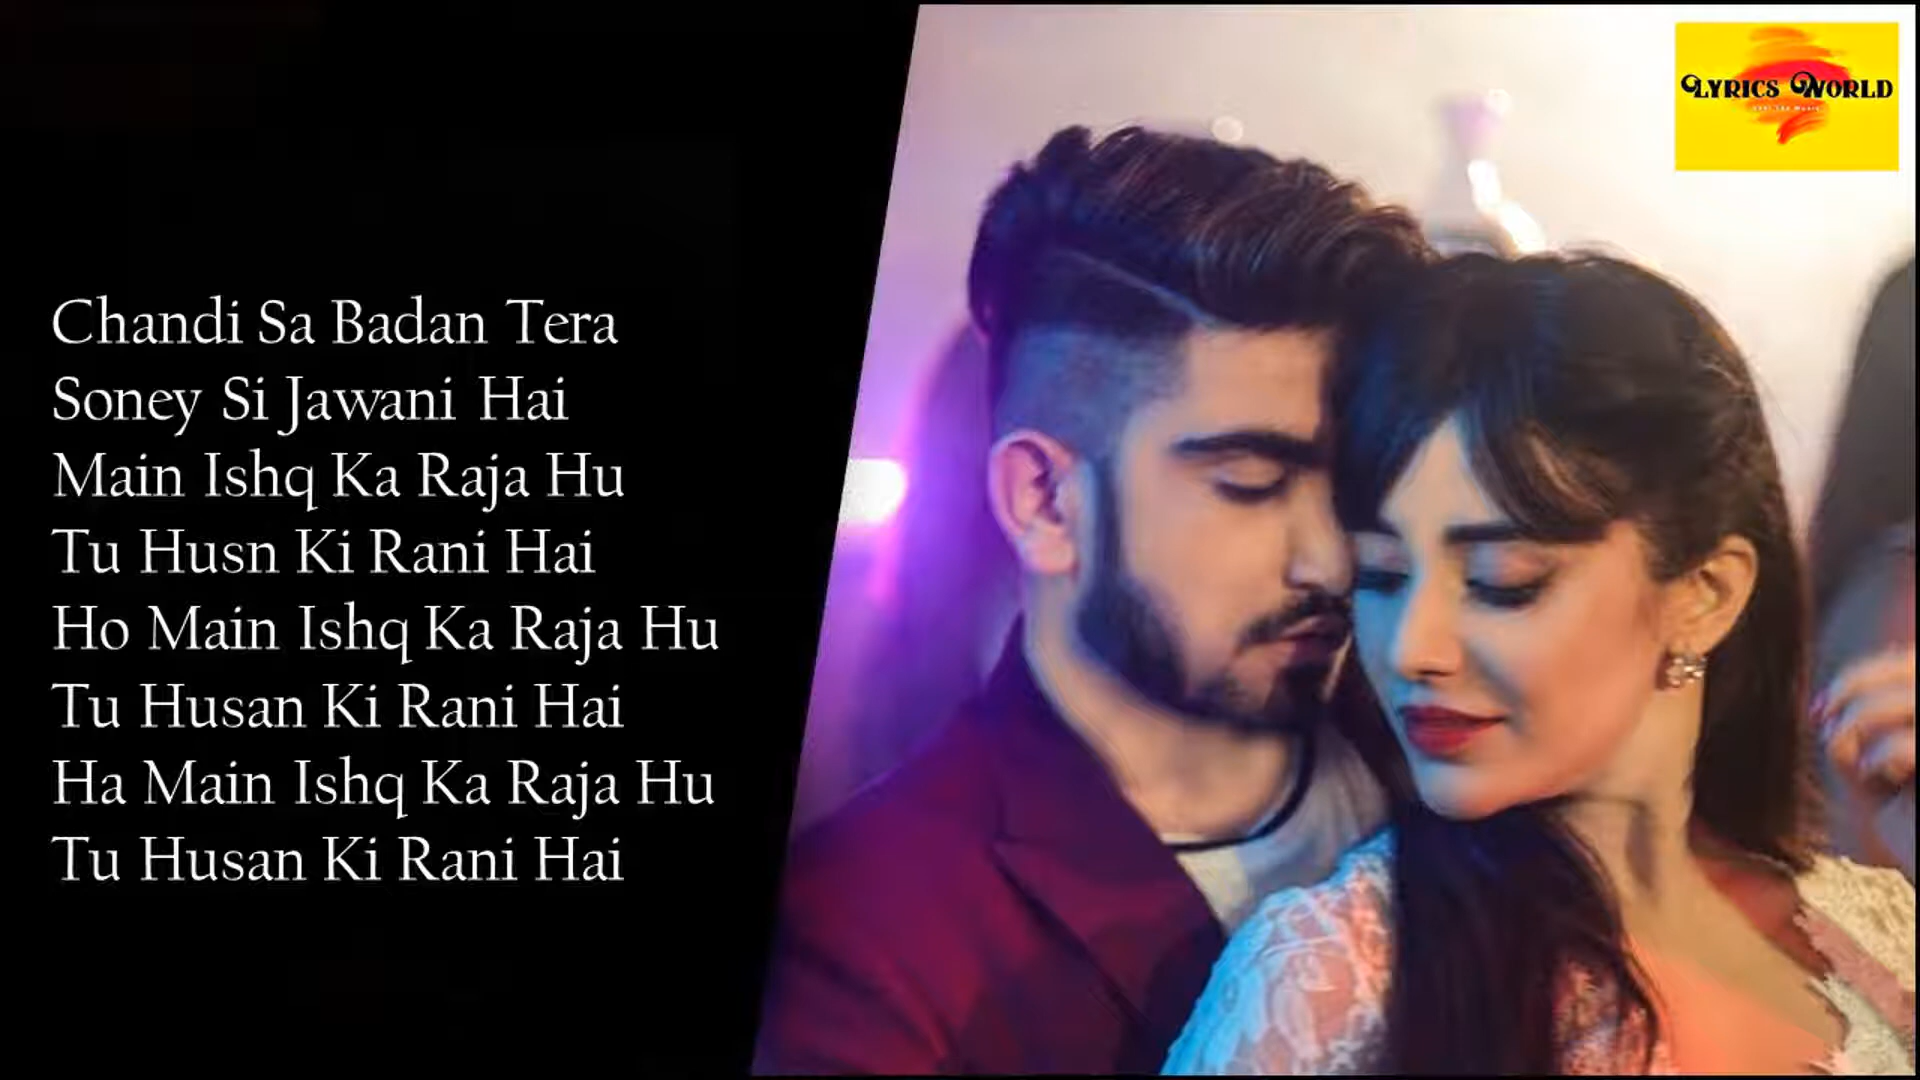 Chandi Sa Badan Tera
Soney Si Jawani Hai
Main Ishq Ka Raja Hu
Tu Husn Ki Rani Hai
Ho Main Ishq Ka Raja Hu
Tu Husan Ki Rani Hai
Ha Main Ishq Ka Raja Hu
Tu Husan Ki Rani Hai
LYRICS WORLD